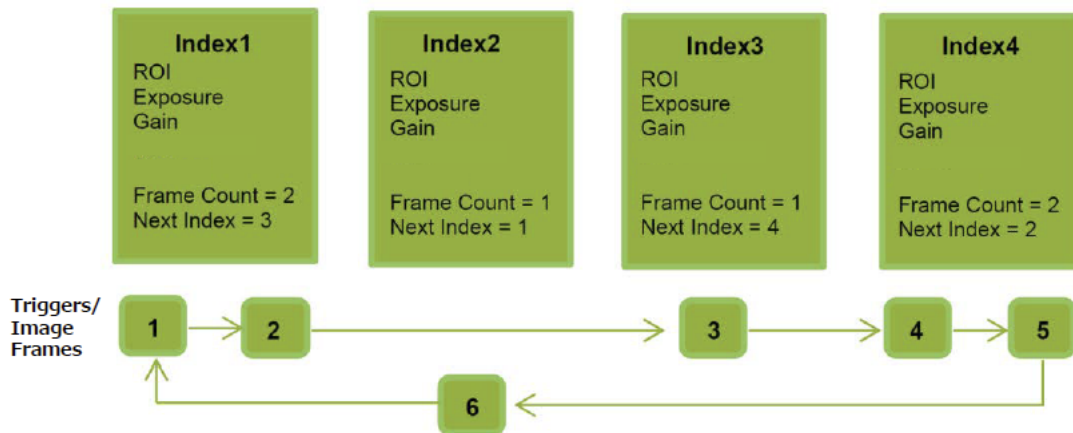 Index1
ROI
Exposure
Gain
Frame Count = 2
Next Index = 3
Index2
ROI
Exposure
Gain
Frame Count = 1
Next Index = 1
Index3
ROI
Exposure
Gain
Frame Count = 1
Next Index = 4
Index4
ROI
Exposure
Gain
Frame Count = 2
Next Index = 2
Triggers/
Image
Frames
1
2
3
4
5
6